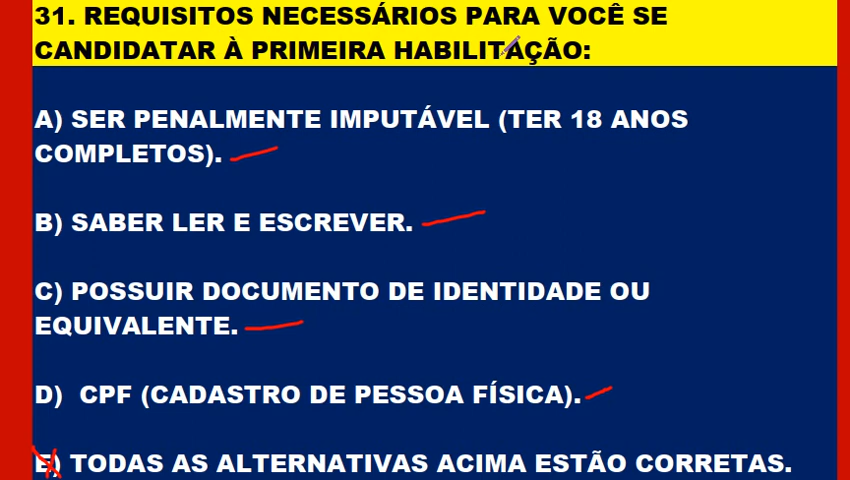 31. REQUISITOS NECESSÁRIOS PARA VOCÊ SE
CANDIDATAR À PRIMEIRA HABILITAÇÃO:
A) SER PENALMENTE IMPUTÁVEL (TER 18 ANOS
COMPLETOS).
B) SABER LER E ESCREVER.
C) POSSUIR DOCUMENTO DE IDENTIDADE OU
EQUIVALENTE.
D) CPF (CADASTRO DE PESSOA FÍSICA).
E) TODAS AS ALTERNATIVAS ACIMA ESTÃO CORRETAS.